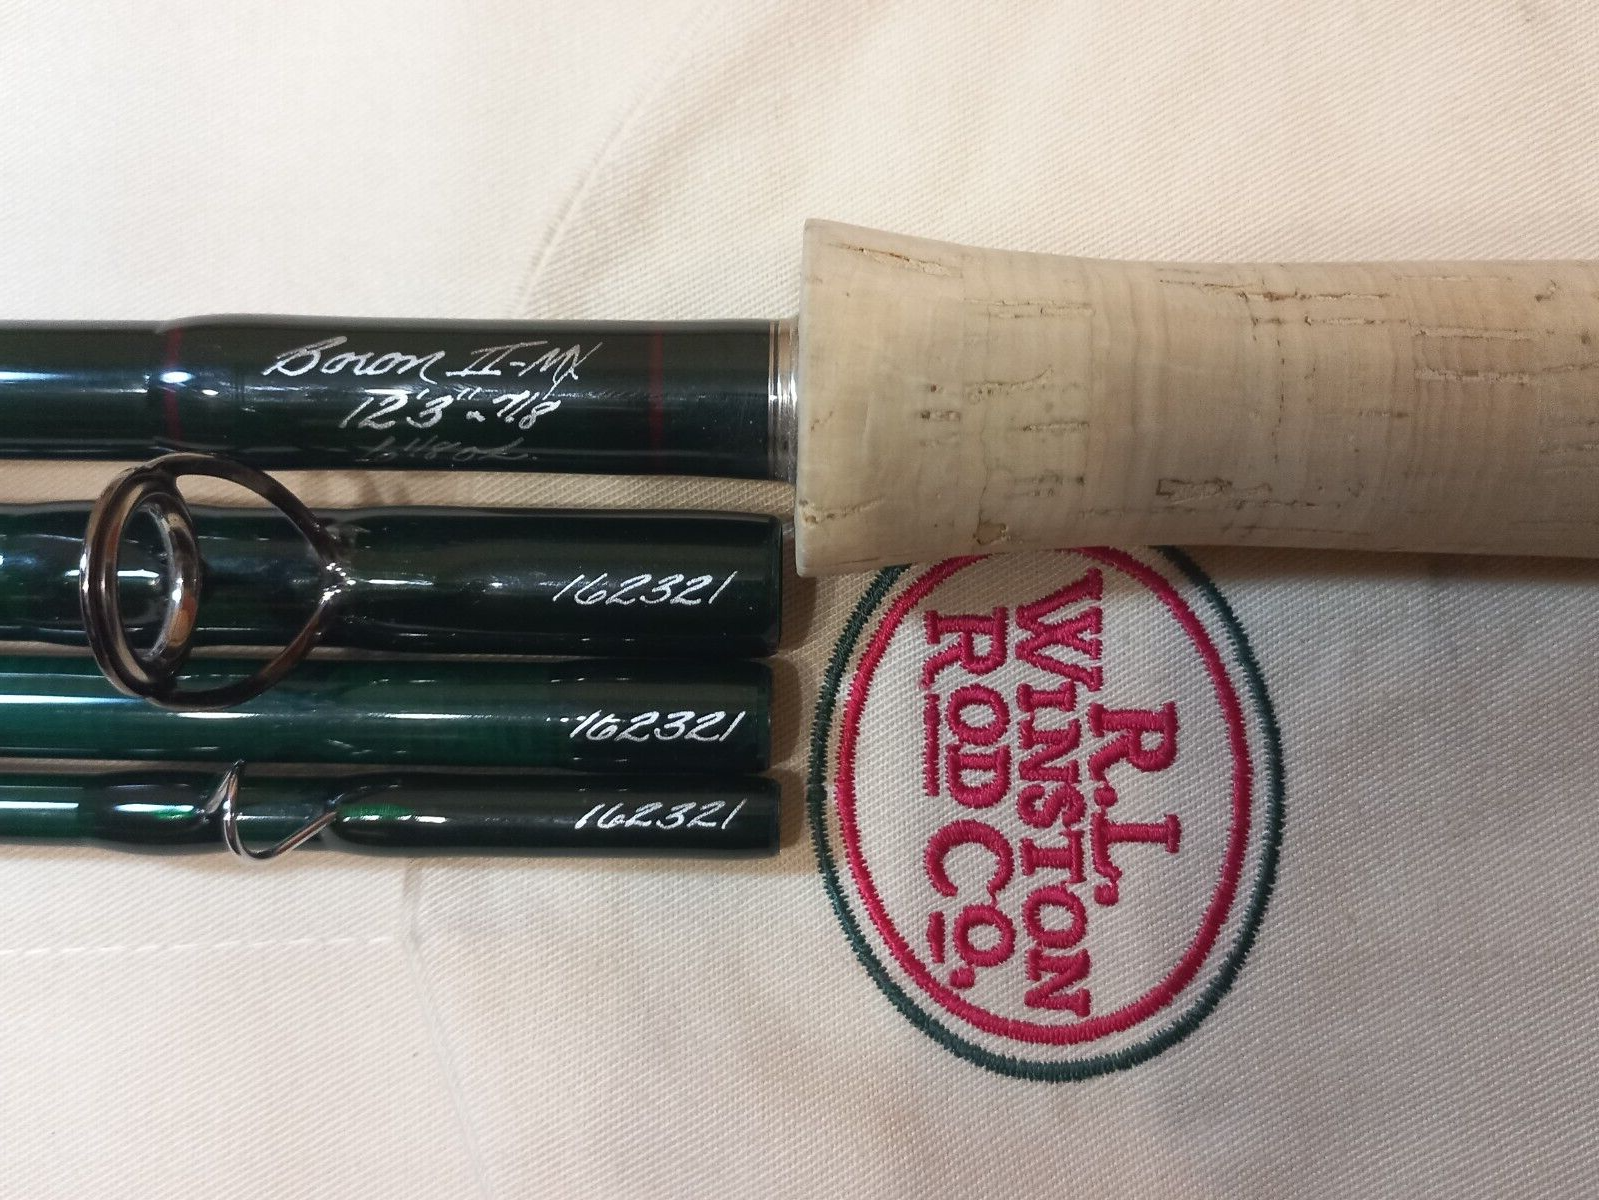 Boron II-MX
12'3" ~ 7/8
162321
162321
162321
R.L.
WINSTON
ROD CO.